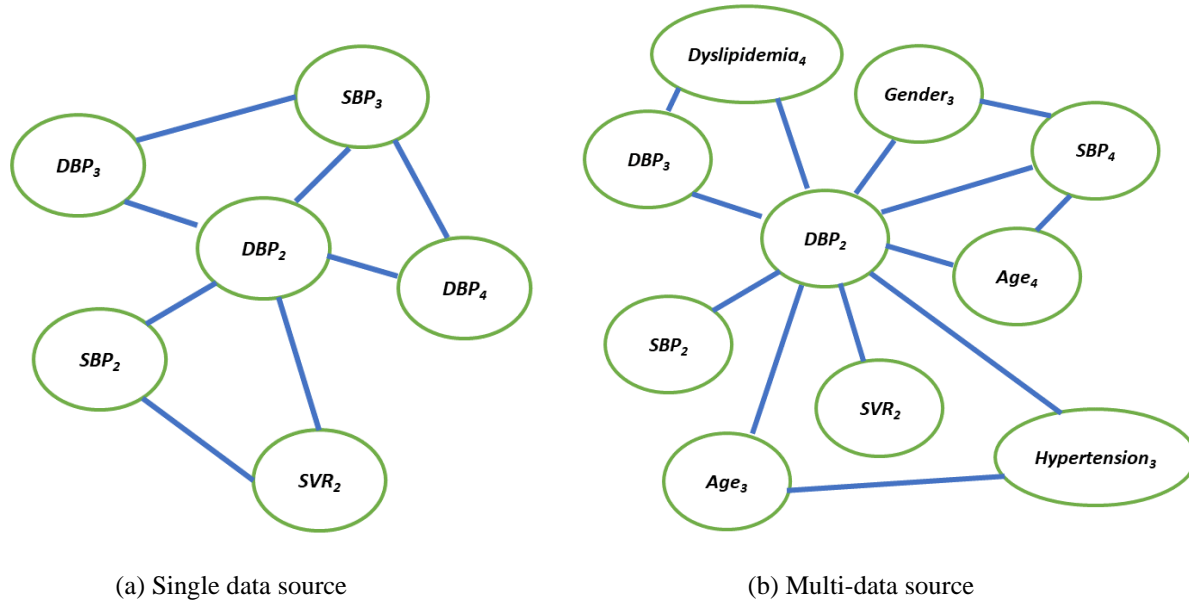 SBP₃
DBP₃
DBP₂
DBP₄
SBP₂
SVR₂
(a) Single data source
Dyslipidemia₄
Gender₃
DBP₃
SBP₄
DBP₂
Age₄
SBP₂
SVR₂
Age₃
Hypertension₃
(b) Multi-data source